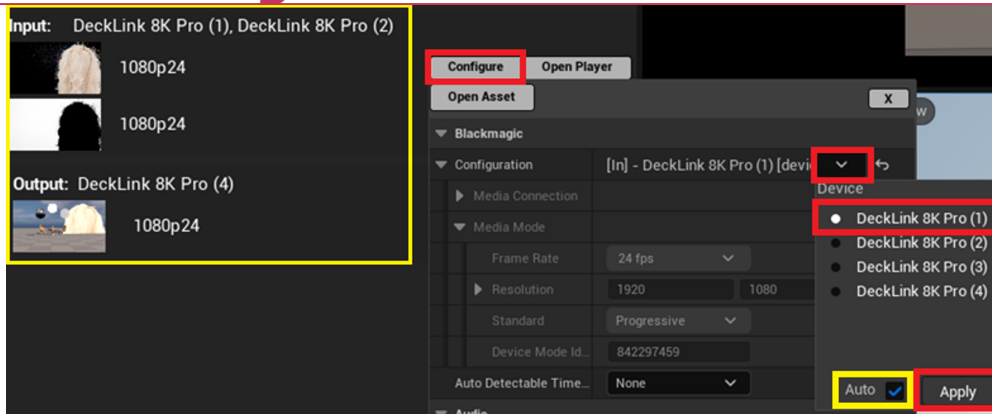 Input: DeckLink 8K Pro (1), DeckLink 8K Pro (2)
1080p24
1080p24
Output: DeckLink 8K Pro (4)
1080p24
Configure Open Player
Open Asset X
Blackmagic
Configuration [In] - DeckLink 8K Pro (1) [devi
Media Connection
Media Mode
Frame Rate 24 fps
Resolution 1920 1080
Standard Progressive
Device Mode Id...
842297459
Auto Detectable Time... None
Audio
Device
DeckLink 8K Pro (1)
DeckLink 8K Pro (2)
DeckLink 8K Pro (3)
DeckLink 8K Pro (4)
Auto Apply
w